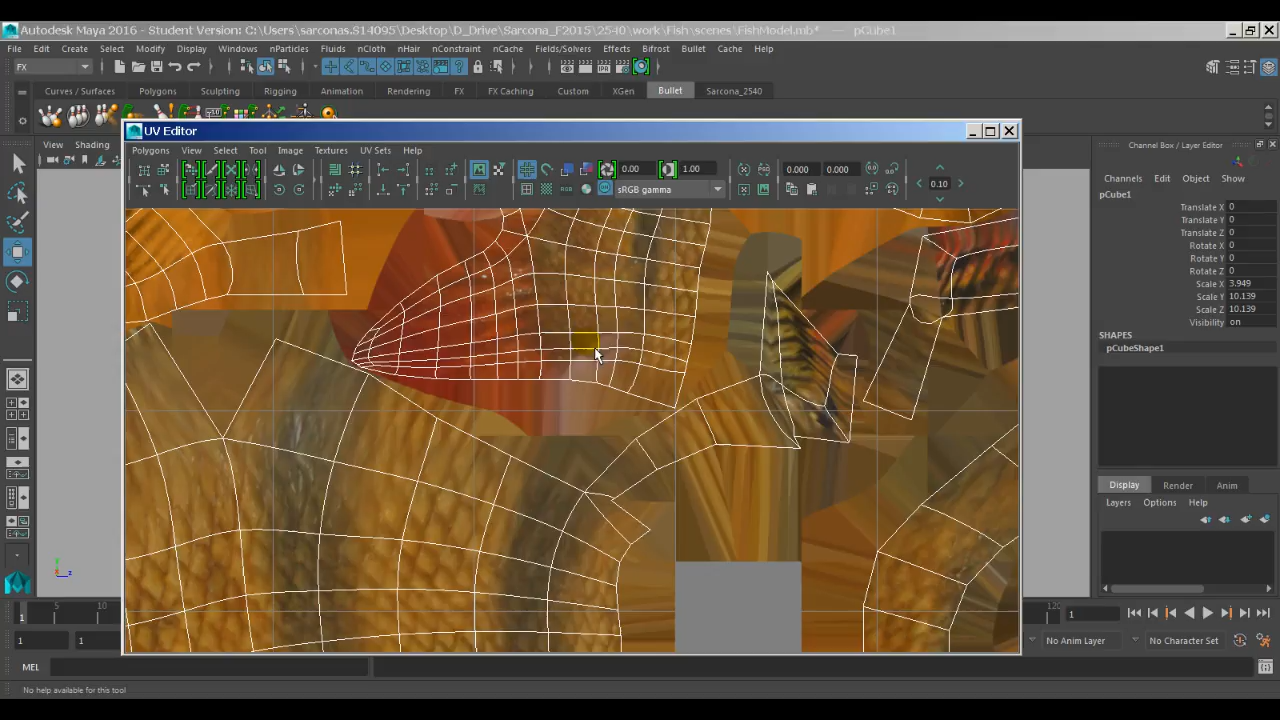 Autodesk Maya 2016 - Student Version: C:\Users\sarconas.S14095\Desktop\D_Drive\Sarcona_F2015\2540\work\Fish\scenes\FishModel.mb* --- pCube1
File Edit Create Select Modify Display Windows nParticles Fluids nCloth nHair nConstraint nCache Fields/Solvers Effects Bifrost Bullet Cache Help
FX
Curves / Surfaces Polygons Sculpting Rigging Animation Rendering FX FX Caching Custom XGen Bullet Sarcona_2540
UV Editor
View Shading
Polygons View Select Tool Image Textures UV Sets Help
0.00 1.00 0.000 0.000
sRGB gamma 0.10
Channel Box / Layer Editor
Channels Edit Object Show
pCube1
Translate X 0
Translate Y 0
Translate Z 0
Rotate X 0
Rotate Y 0
Rotate Z 0
Scale X 3.949
Scale Y 10.139
Scale Z 10.139
Visibility on
SHAPES
pCubeShape1
Display Render Anim
Layers Options Help
y
z
1 5 10 120 1
1 1 No Anim Layer No Character Set
MEL
No help available for this tool